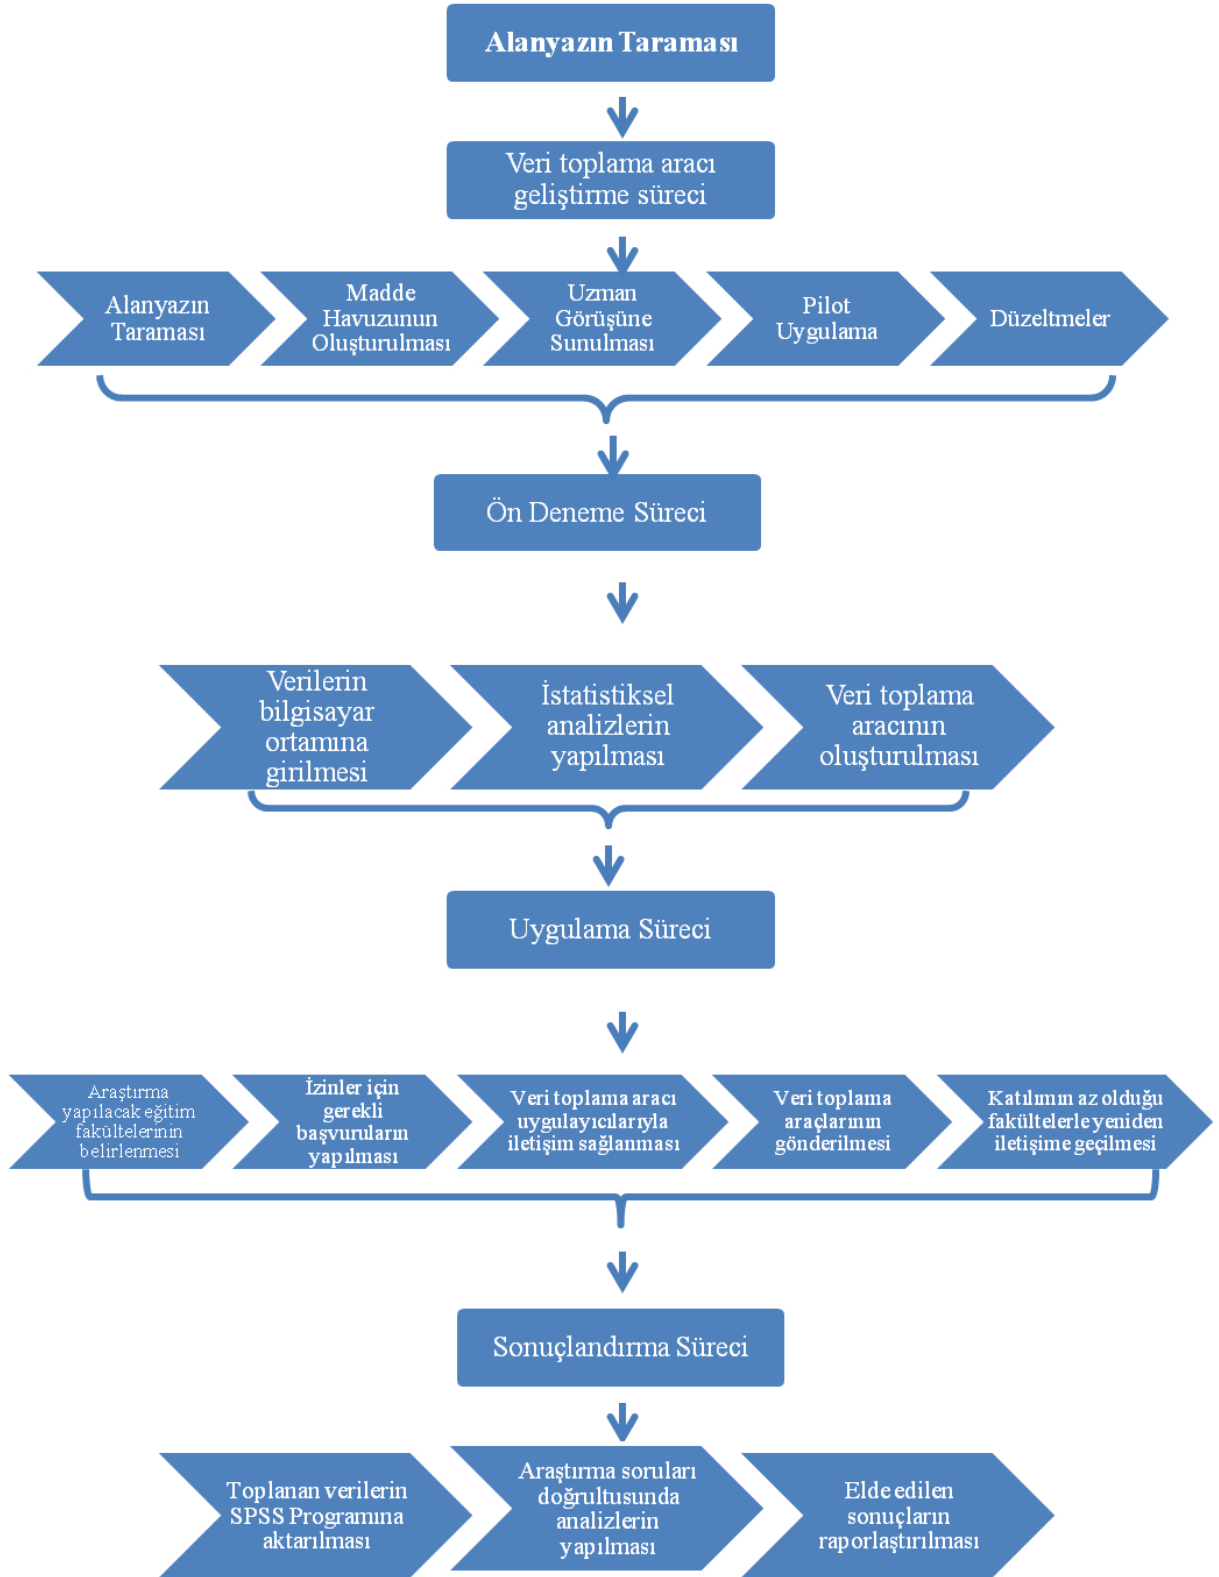 Alanyazın Taraması
Veri toplama aracı
geliştirme süreci
Alanyazın
Taraması
Madde
Havuzunun
Oluşturulması
Uzman
Görüşüne
Sunulması
Pilot
Uygulama
Düzeltmeler
Ön Deneme Süreci
Verilerin
bilgisayar
ortamına
girilmesi
İstatistiksel
analizlerin
yapılması
Veri toplama
aracının
oluşturulması
Uygulama Süreci
Araştırma
yapılacak eğitim
fakültelerinin
belirlenmesi
İzinler için
gerekli
başvuruların
yapılması
Veri toplama aracı
uygulayıcılarıyla
iletişim sağlanması
Veri toplama
araçlarının
gönderilmesi
Katılımın az olduğu
fakültelerle yeniden
iletişime geçilmesi
Sonuçlandırma Süreci
Toplanan verilerin
SPSS Programına
aktarılması
Araştırma soruları
doğrultusunda
analizlerin
yapılması
Elde edilen
sonuçların
raporlaştırılması